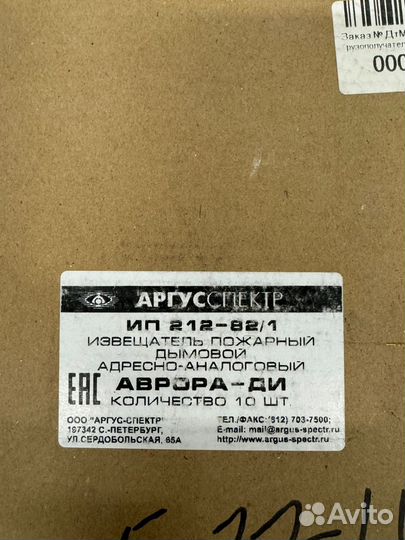 Заказ № ДтМ
рузополучател
000
АРГУССПЕКТР
ИП 212-82/1
ИЗВЕЩАТЕЛЬ ПОЖАРНЫЙ
ДЫМОВОЙ
АДРЕСНО-АНАЛОГОВЫЙ
ЕАС АВРОРА-ДИ
КОЛИЧЕСТВО 10 ШТ.
ООО "АРГУС-СПЕКТР"
197342 С.-ПЕТЕРБУРГ,
УЛ.СЕРДОБОЛЬСКАЯ, 65А
ТЕЛ./ФАКС:(812) 703-7500;
E-mail: mail@argus-spectr.ru
http://www.argus-spectr.ru
Avito